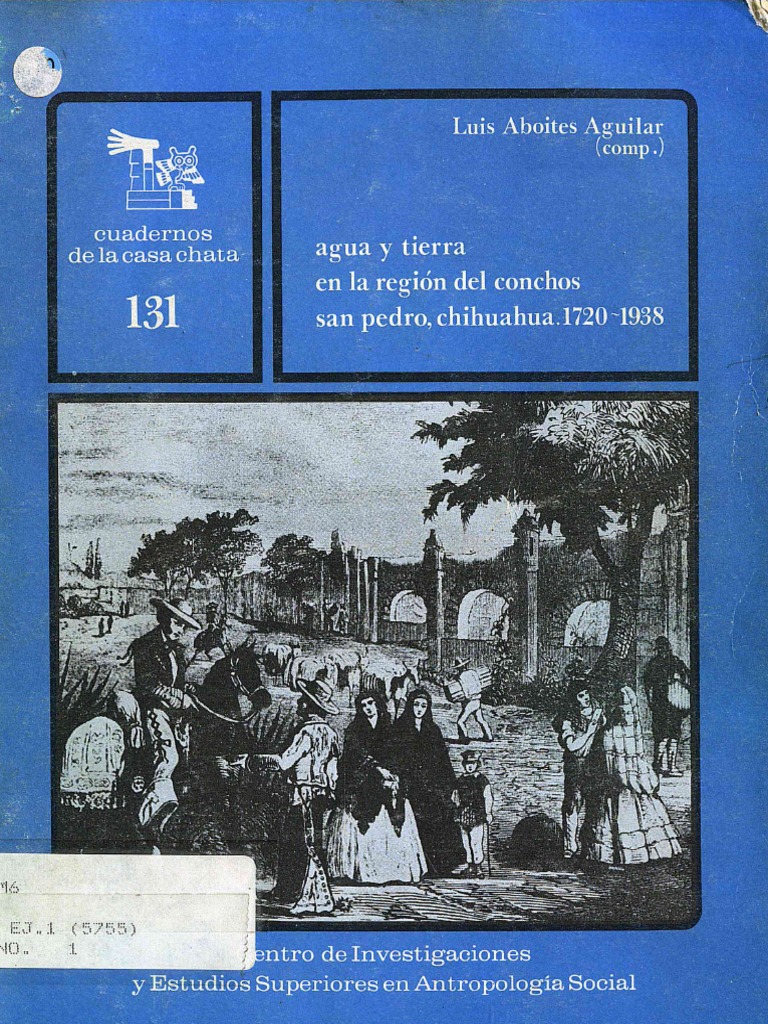 Luis Aboites Aguilar
(comp.)
cuadernos
de la casa chata
131
agua y tierra
en la región del conchos
san pedro, chihuahua. 1720-1938
EJ.1 (5755)
NO. 1
entro de Investigaciones
y Estudios Superiores en Antropología Social